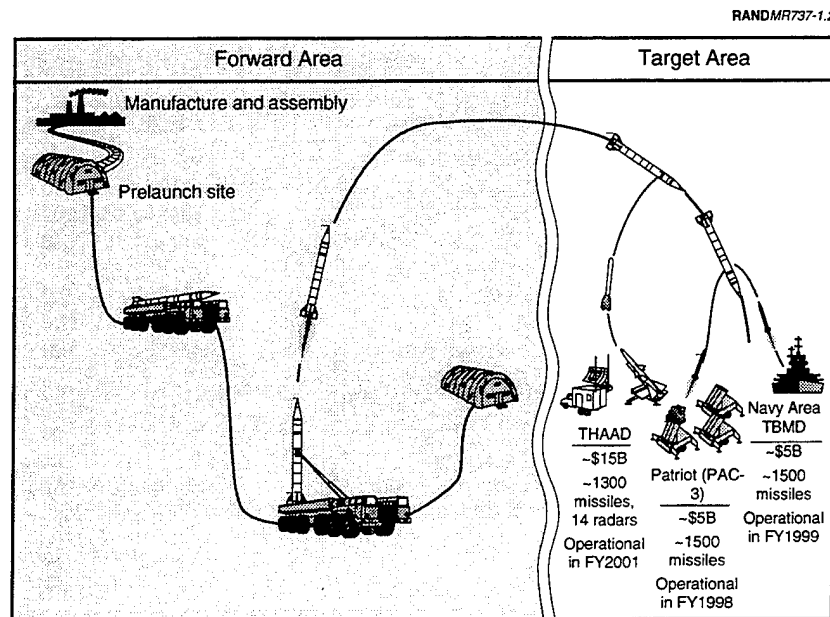 RANDMR737-1.2
Forward Area
Target Area
Manufacture and assembly
Prelaunch site
THAAD
~$15B
~1300
missiles,
14 radars
Operational
in FY2001
Patriot (PAC-
3)
~$5B
~1500
missiles
Operational
in FY1998
Navy Area
TBMD
~$5B
~1500
missiles
Operational
in FY1999